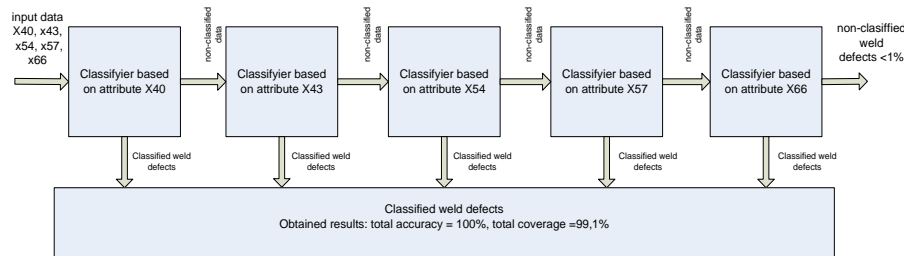 input data
X40, x43,
x54, x57,
x66
Classifyier based
on attribute X40
non-classified
data
Classifyier based
on attribute X43
non-classified
data
Classifyier based
on attribute X54
non-classified
data
Classifyier based
on attribute X57
non-classified
data
Classifyier based
on attribute X66
non-clasiffied
weld
defects <1%
Classified weld
defects
Classified weld
defects
Classified weld
defects
Classified weld
defects
Classified weld
defects
Classified weld defects
Obtained results: total accuracy = 100%, total coverage =99,1%